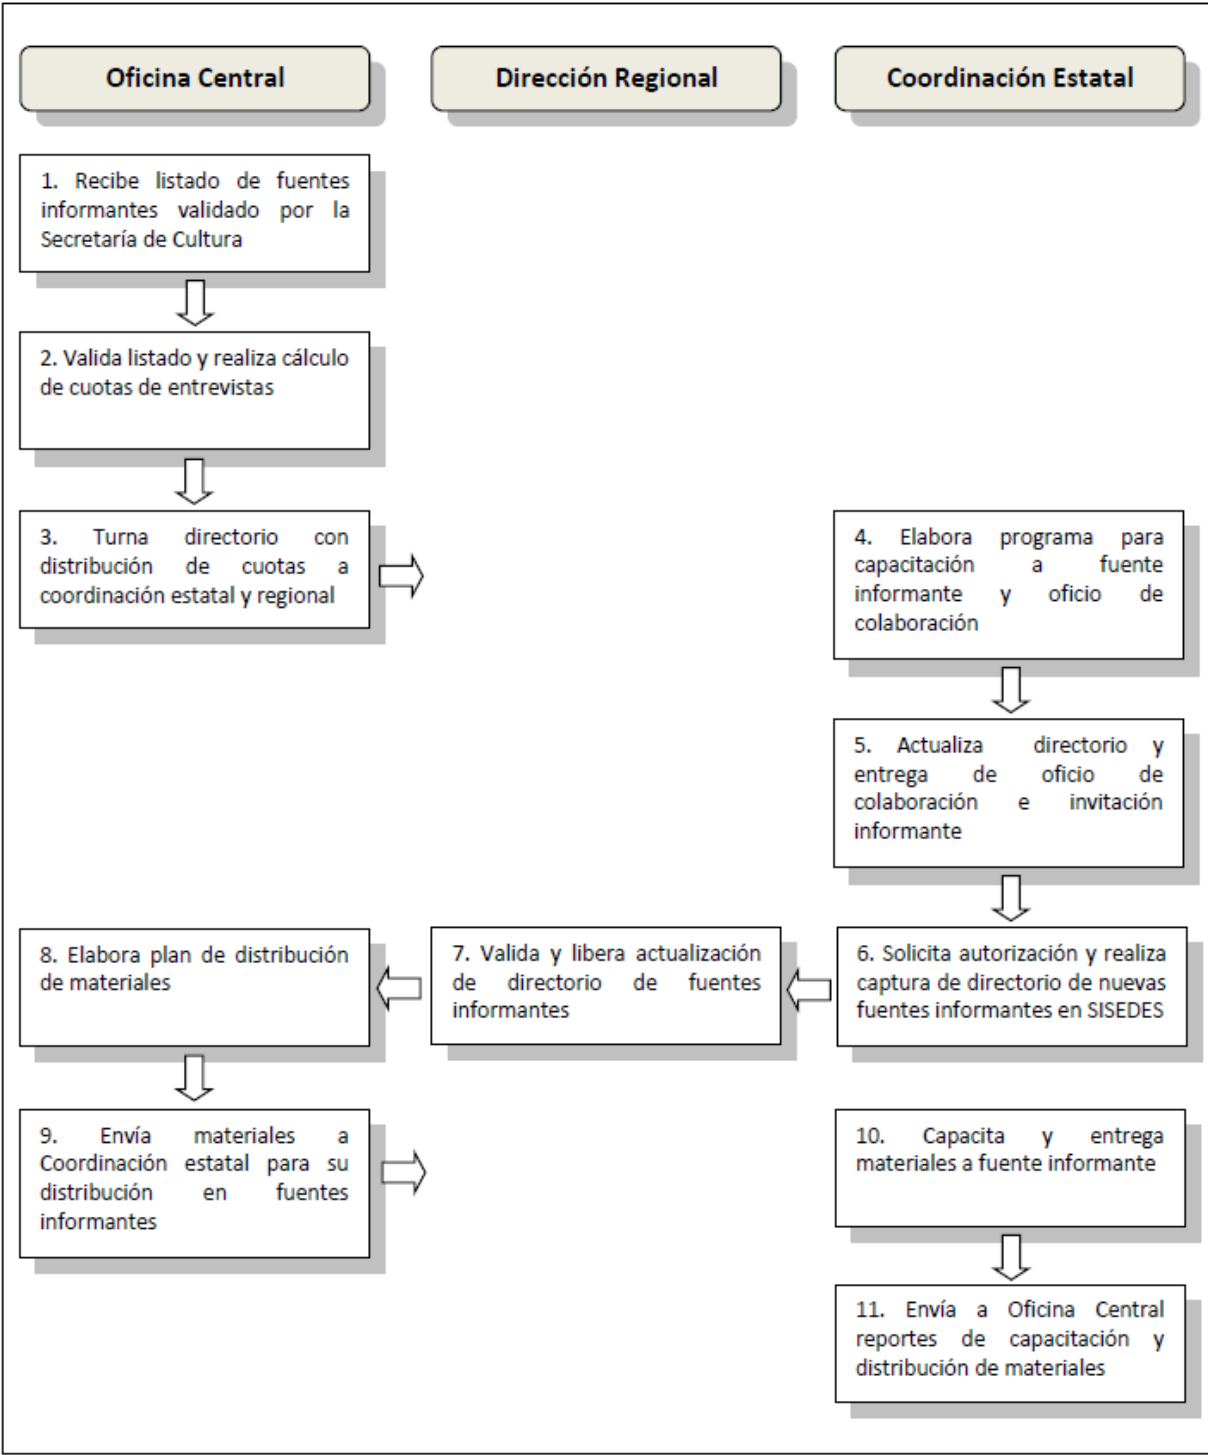 Oficina Central
Dirección Regional
Coordinación Estatal
1. Recibe listado de fuentes
informantes validado por la
Secretaría de Cultura
2. Valida listado y realiza cálculo
de cuotas de entrevistas
3. Turna directorio con
distribución de cuotas a
coordinación estatal y regional
4. Elabora programa para
capacitación a fuente
informante y oficio de
colaboración
5. Actualiza directorio y
entrega de oficio de
colaboración e invitación
informante
6. Solicita autorización y realiza
captura de directorio de nuevas
fuentes informantes en SISEDES
7. Valida y libera actualización
de directorio de fuentes
informantes
8. Elabora plan de distribución
de materiales
9. Envía materiales a
Coordinación estatal para su
distribución en fuentes
informantes
10. Capacita y entrega
materiales a fuente informante
11. Envía a Oficina Central
reportes de capacitación y
distribución de materiales